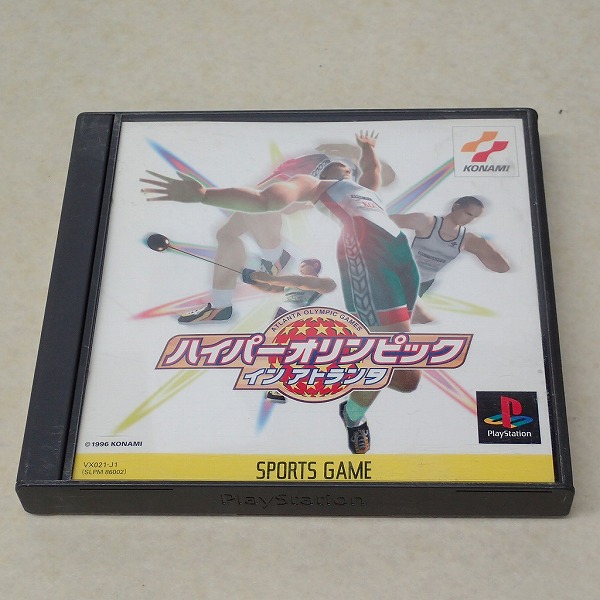 KONAMI
ATLANTA OLYMPIC GAMES
ハイパーオリンピック
イン アトランタ
PlayStation
© 1996 KONAMI
VX021-J1
(SLPM 86002)
SPORTS GAME
PlayStation